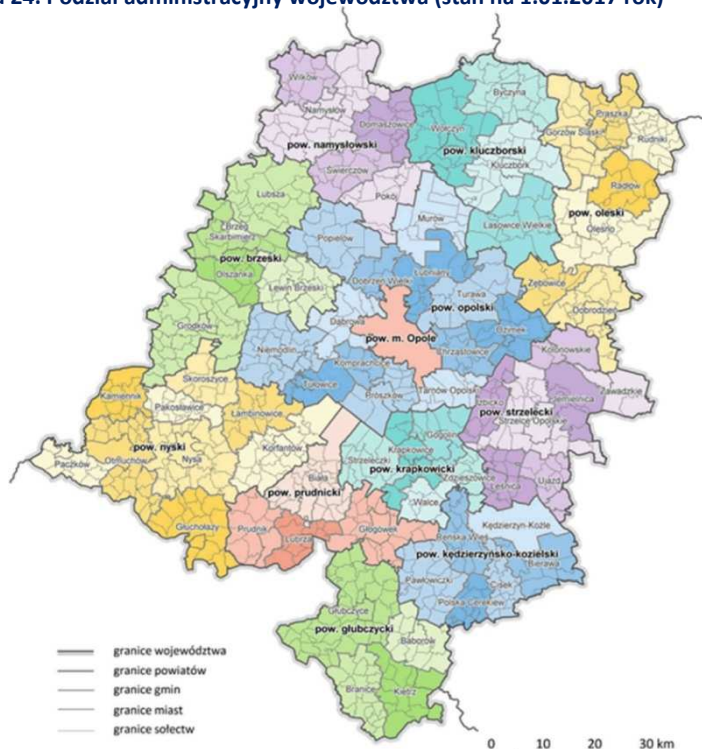 24. Podział administracyjny województwa (stan na 1.01.2017 rok)
Wilków
Namysłów
Domaszowice
pow. namysłowski
Świerczów
Pokój
Wołczyn
Byczyna
pow. kluczborski
Kluczbork
Lasowice Wielkie
Gorzów Śląski
Praszka
Rudniki
Radłów
pow. oleski
Olesno
Zębowice
Dobrodzień
Lubsza
Brzeg
Skarbimierz
pow. brzeski
Olszanka
Lewin Brzeski
Grodków
Popielów
Murów
Dobrzeń Wielki
Łubniany
Turawa
pow. opolski
Dąbrowa
pow. m. Opole
Ozimek
Chrząstowice
Niemodlin
Komprachcice
Tułowice
Prószków
Tarnów Opolski
Kolonowskie
Zawadzkie
Izbicko
Jemielnica
pow. strzelecki
Strzelce Opolskie
Leśnica
Ujazd
Kamiennik
Skoroszyce
Pakosławice
Łambinowice
pow. nyski
Paczków
Otmuchów
Nysa
Korfantów
Głuchołazy
Gogolin
Krapkowice
Strzeleczki
pow. krapkowicki
Zdzieszowice
Walce
Biała
pow. prudnicki
Prudnik
Lubrza
Głogówek
Kędzierzyn-Koźle
Reńska Wieś
pow. kędzierzyńsko-kozielski
Bierawa
Pawłowiczki
Cisek
Polska Cerekiew
Głubczyce
pow. głubczycki
Baborów
Branice
Kietrz
granice województwa
granice powiatów
granice gmin
granice miast
granice sołectw
0 10 20 30 km